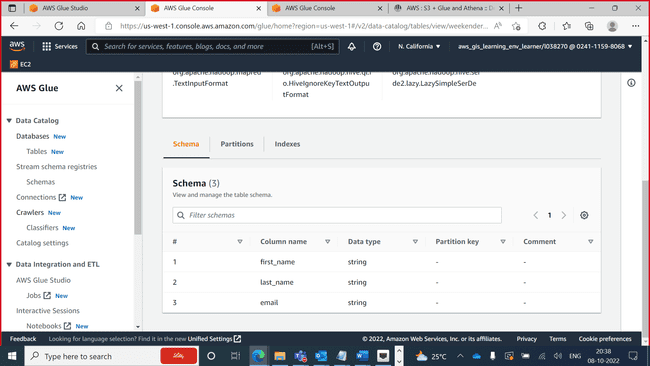 AWS Glue Studio
AWS Glue Console
AWS Glue Console
AWS : S3 + Glue and Athena :: D
https://us-west-1.console.aws.amazon.com/glue/home?region=us-west-1#/v2/data-catalog/tables/view/weekender...
aws
Services
Search for services, features, blogs, docs, and more
[Alt+S]
N. California
aws_gis_learning_env_learner/l038270 @ 0241-1159-8068
EC2
AWS Glue
Data Catalog
Databases New
Tables New
Stream schema registries
Schemas
Connections New
Crawlers New
Classifiers New
Catalog settings
Data Integration and ETL
AWS Glue Studio
Jobs New
Interactive Sessions
Notebooks New
org.apache.hadoop.mapred
.TextInputFormat
org.apache.hadoop.hive.ql.i
o.HiveIgnoreKeyTextOutpu
tFormat
org.apache.hadoop.hive.ser
de2.lazy.LazySimpleSerDe
Schema
Partitions
Indexes
Schema (3)
View and manage the table schema.
Filter schemas
1
# Column name Data type Partition key Comment
1 first_name string - -
2 last_name string - -
3 email string - -
Feedback
Looking for language selection? Find it in the new Unified Settings
© 2022, Amazon Web Services, Inc. or its affiliates.
Privacy
Terms
Cookie preferences
Type here to search
25°C
ENG
20:38
08-10-2022